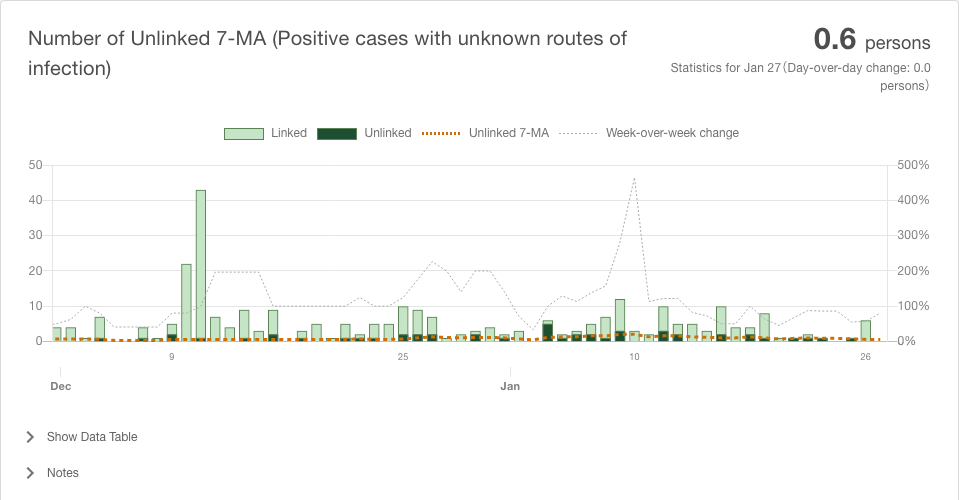 Number of Unlinked 7-MA (Positive cases with unknown routes of
infection)
0.6 persons
Statistics for Jan 27(Day-over-day change: 0.0
persons)
Linked Unlinked Unlinked 7-MA Week-over-week change
50 500%
40 400%
30 300%
20 200%
10 100%
0 0%
9 25 10 26
Dec Jan
Show Data Table
Notes